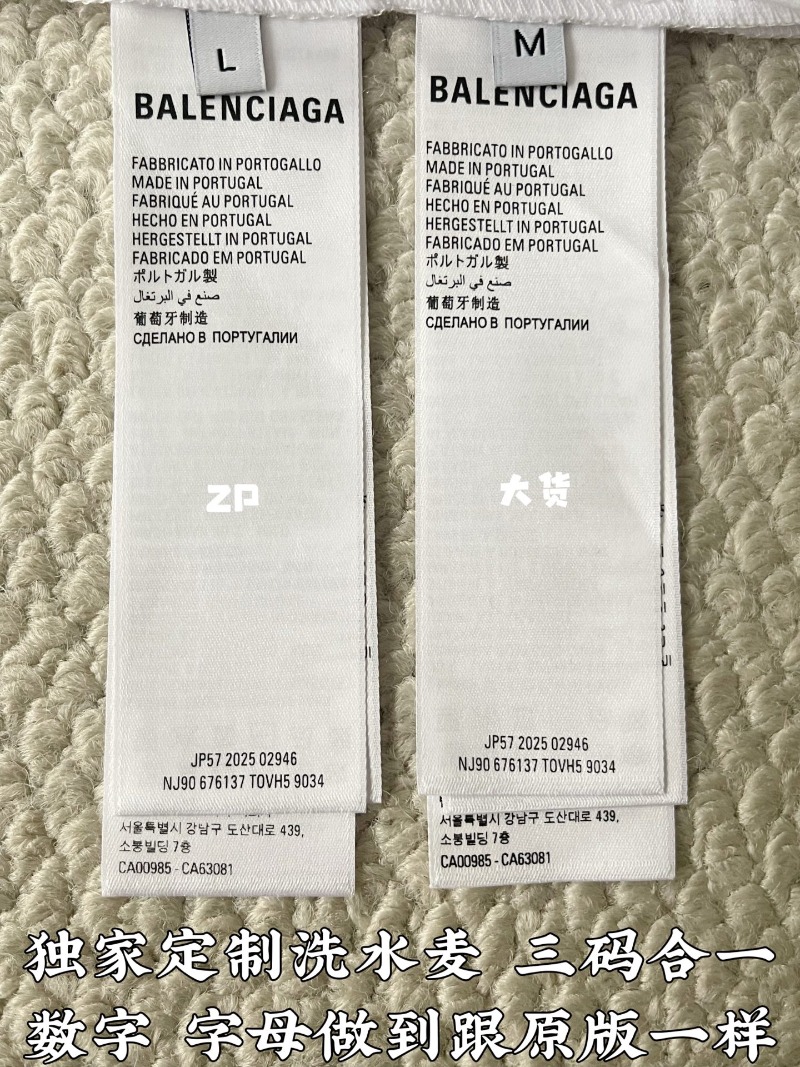 L
BALENCIAGA
FABBRICATO IN PORTOGALLO
MADE IN PORTUGAL
FABRIQUÉ AU PORTUGAL
HECHO EN PORTUGAL
HERGESTELLT IN PORTUGAL
FABRICADO EM PORTUGAL
ポルトガル製
صنع في البرتغال
葡萄牙制造
СДЕЛАНО В ПОРТУГАЛИИ
ZP
JP57 2025 02946
NJ90 676137 TOVH5 9034
서울특별시 강남구 도산대로 439,
소봉빌딩 7층
CA00985 - CA63081
M
BALENCIAGA
FABBRICATO IN PORTOGALLO
MADE IN PORTUGAL
FABRIQUÉ AU PORTUGAL
HECHO EN PORTUGAL
HERGESTELLT IN PORTUGAL
FABRICADO EM PORTUGAL
ポルトガル製
صنع في البرتغال
葡萄牙制造
СДЕЛАНО В ПОРТУГАЛИИ
大货
JP57 2025 02946
NJ90 676137 TOVH5 9034
서울특별시 강남구 도산대로 439,
소봉빌딩 7층
CA00985 - CA63081
独家定制洗水麦 三码合一
数字 字母做到跟原版一样